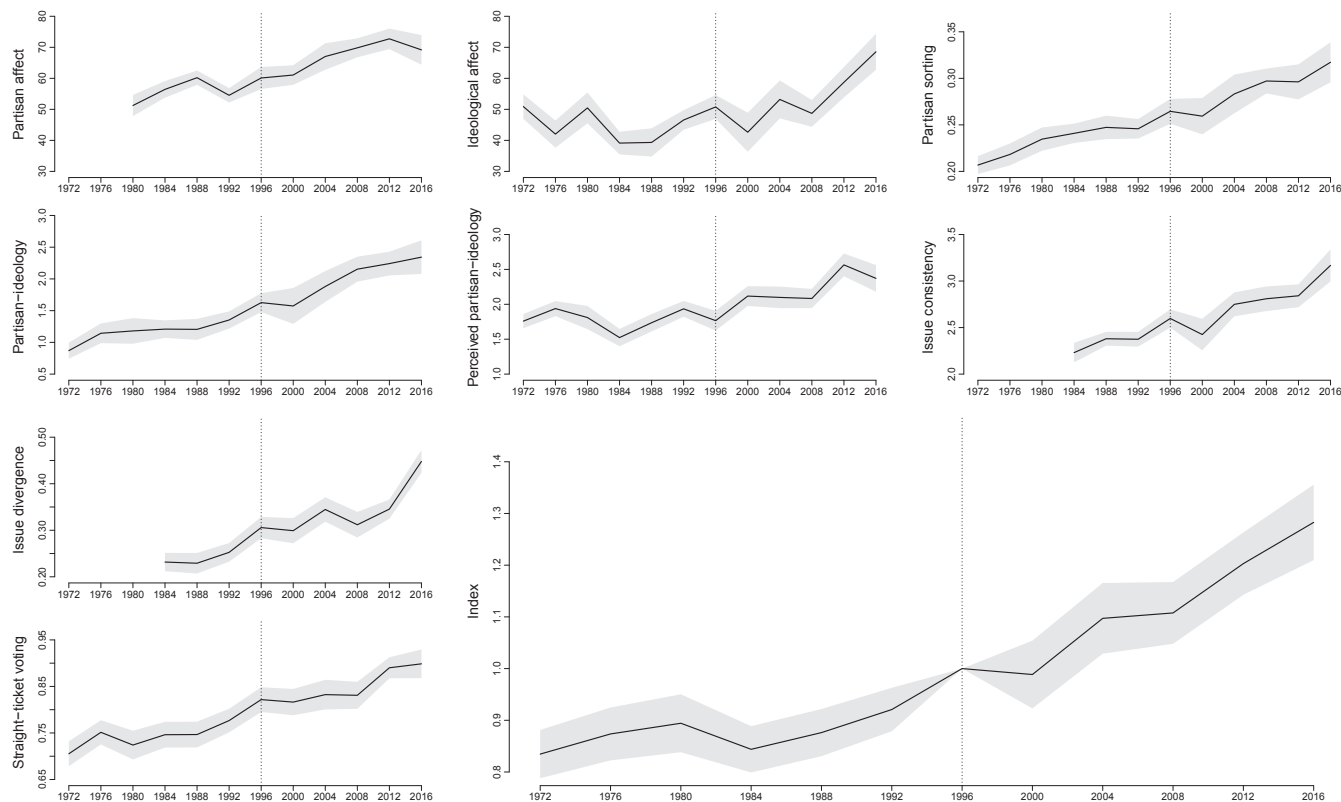 Partisan affect
80
70
60
50
40
30
1972 1976 1980 1984 1988 1992 1996 2000 2004 2008 2012 2016
Ideological affect
80
70
60
50
40
30
1972 1976 1980 1984 1988 1992 1996 2000 2004 2008 2012 2016
Partisan sorting
0.35
0.30
0.25
0.20
1972 1976 1980 1984 1988 1992 1996 2000 2004 2008 2012 2016
Partisan−ideology
3.0
2.5
2.0
1.5
1.0
0.5
1972 1976 1980 1984 1988 1992 1996 2000 2004 2008 2012 2016
Perceived partisan−ideology
3.0
2.5
2.0
1.5
1.0
1972 1976 1980 1984 1988 1992 1996 2000 2004 2008 2012 2016
Issue consistency
3.5
3.0
2.5
2.0
1972 1976 1980 1984 1988 1992 1996 2000 2004 2008 2012 2016
Issue divergence
0.50
0.40
0.30
0.20
1972 1976 1980 1984 1988 1992 1996 2000 2004 2008 2012 2016
Straight−ticket voting
0.95
0.85
0.75
0.65
1972 1976 1980 1984 1988 1992 1996 2000 2004 2008 2012 2016
Index
1.4
1.3
1.2
1.1
1.0
0.9
0.8
1972 1976 1980 1984 1988 1992 1996 2000 2004 2008 2012 2016